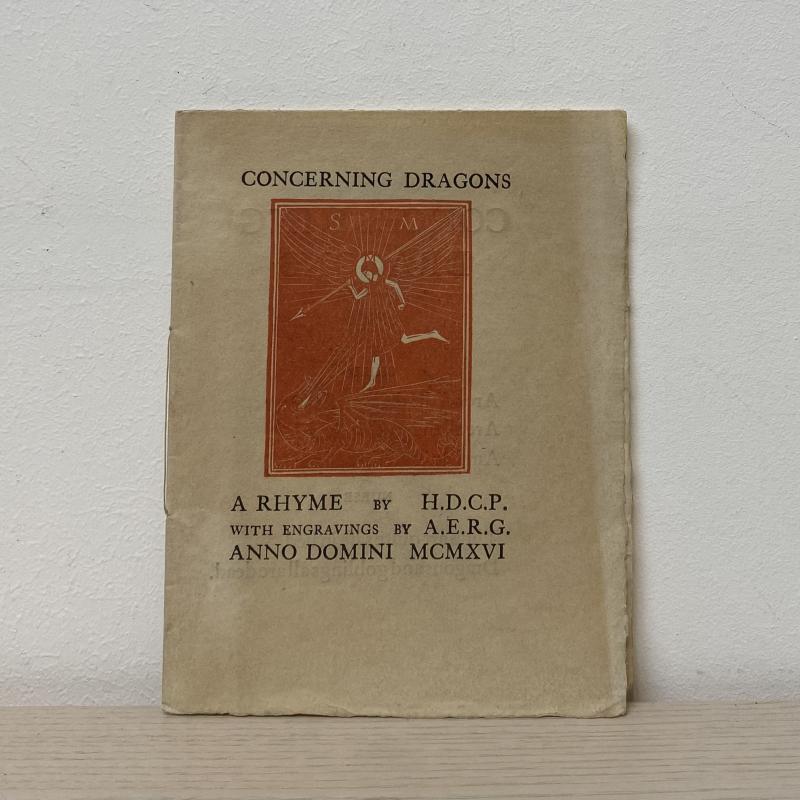 CONCERNING DRAGONS
S M
A RHYME BY H.D.C.P.
WITH ENGRAVINGS BY A.E.R.G.
ANNO DOMINI MCMXVI